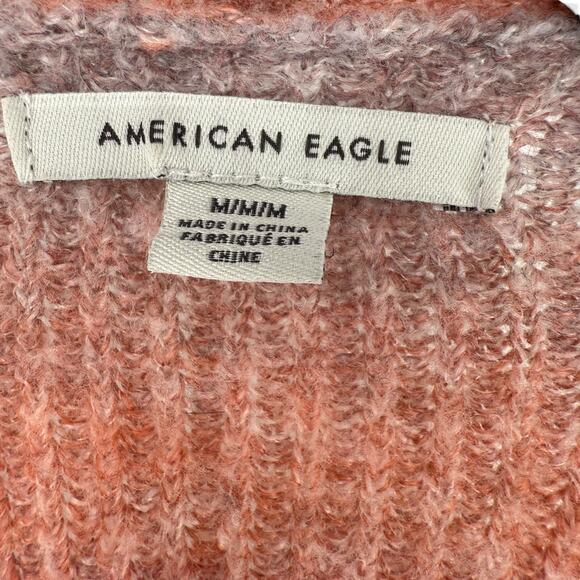 AMERICAN EAGLE
M/M/M
MADE IN CHINA
FABRIQUÉ EN
CHINE